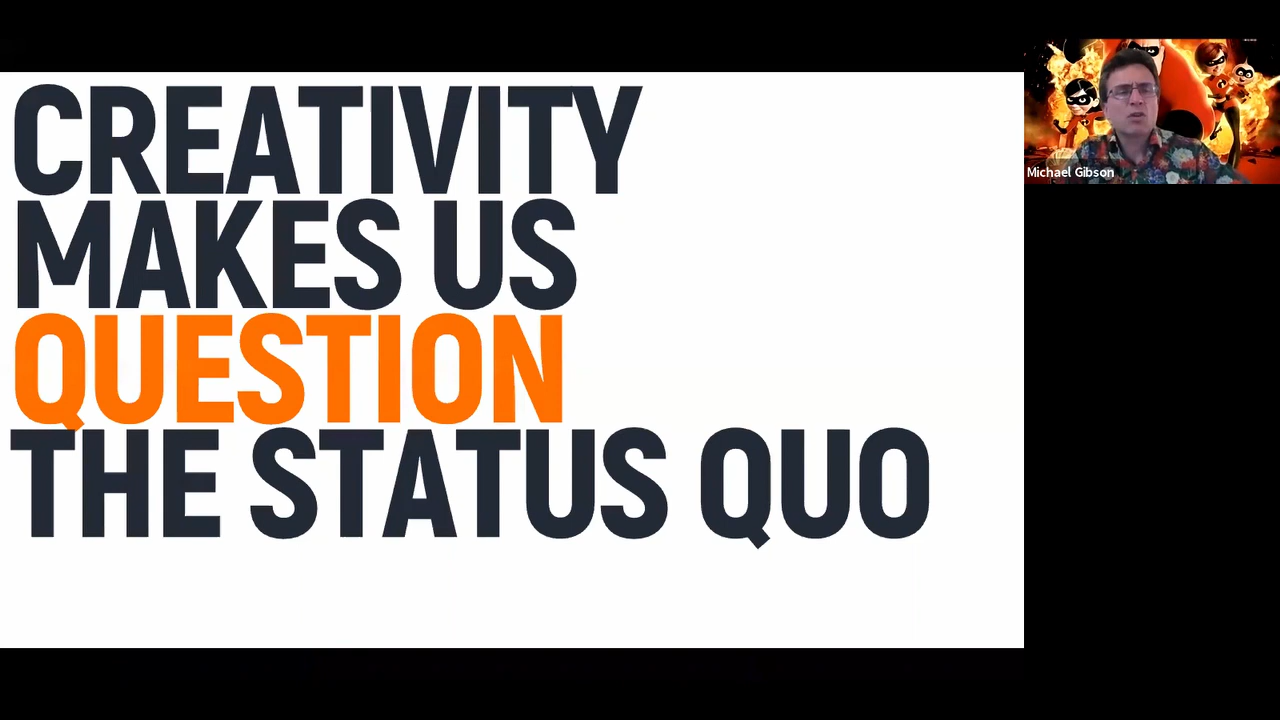 CREATIVITY
MAKES US
QUESTION
THE STATUS QUO
Michael Gibson